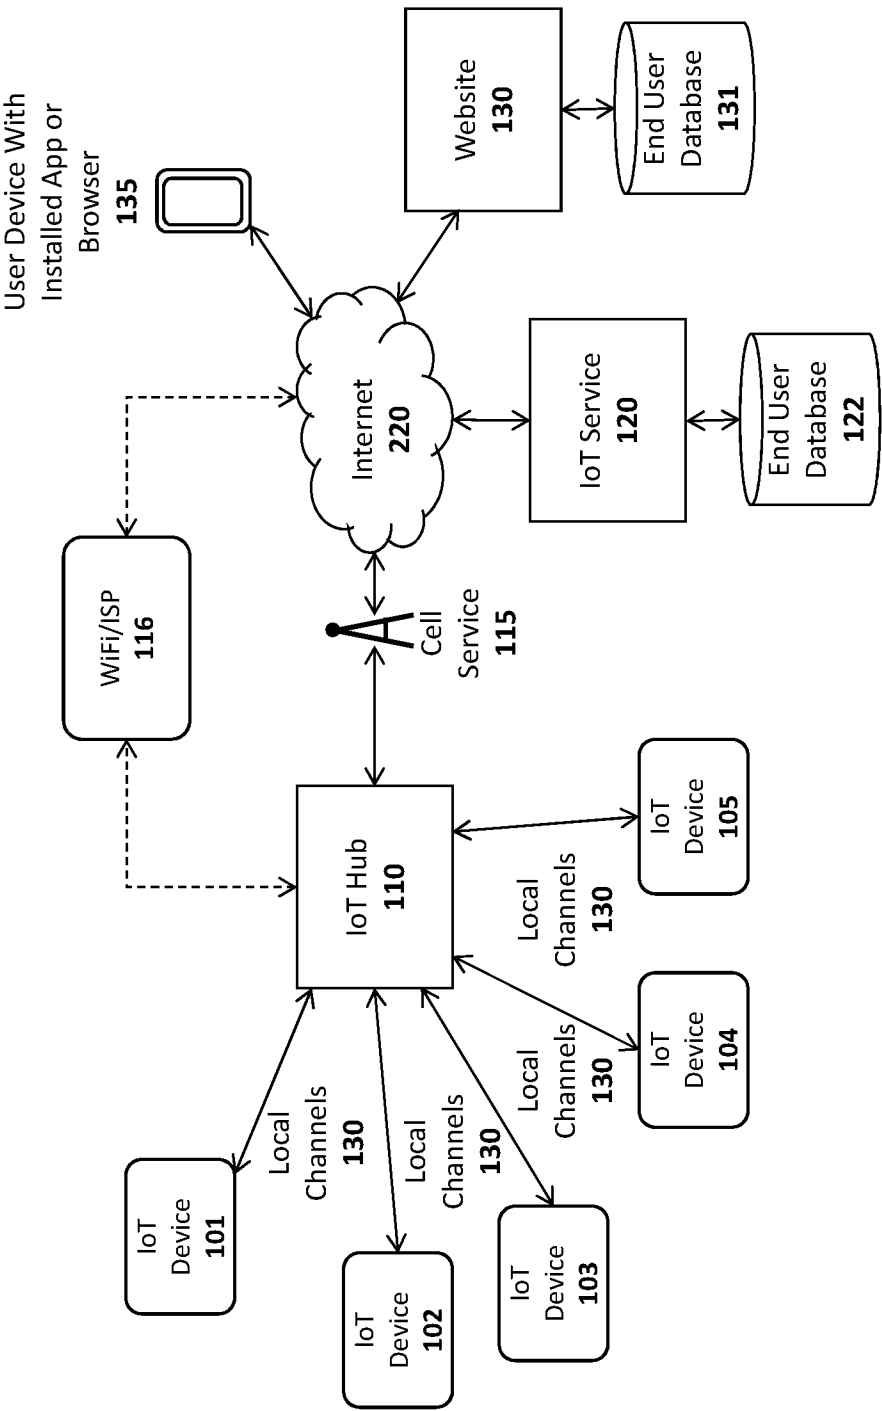 User Device With
Installed App or
Browser
135
WiFi/ISP
116
IoT
Device
101
Local
Channels
130
IoT Hub
110
Internet
220
IoT
Device
102
Local
Channels
130
Cell
Service
115
Website
130
IoT
Device
103
Local
Channels
130
Local
Channels
130
IoT Service
120
IoT
Device
104
IoT
Device
105
End User
Database
131
End User
Database
122